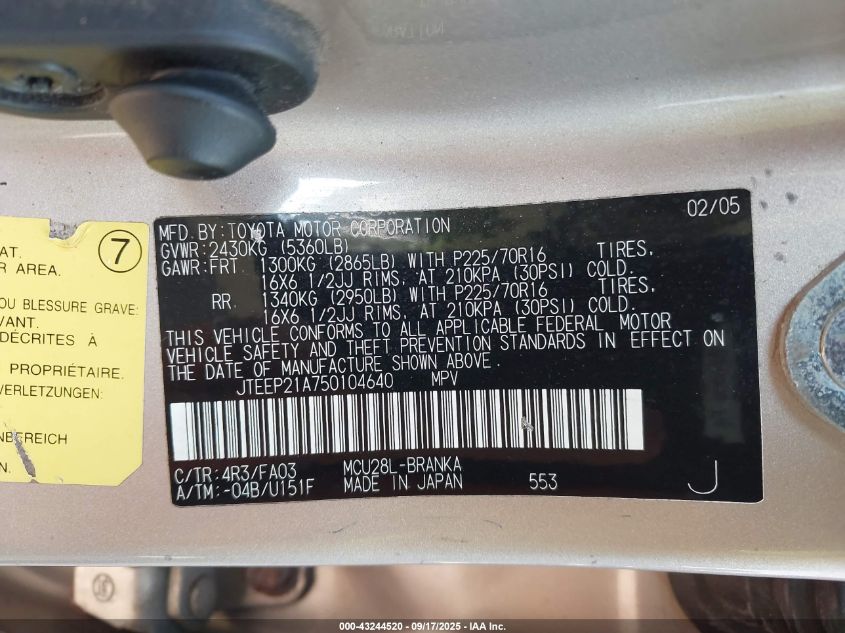 02/05
MFD. BY: TOYOTA MOTOR CORPORATION
GVWR: 2430KG (5360LB)
GAWR: FRT 1300KG (2865LB) WITH P225/70R16 TIRES,
16X6 1/2JJ RIMS, AT 210KPA (30PSI) COLD.
RR 1340KG (2950LB) WITH P225/70R16 TIRES,
16X6 1/2JJ RIMS, AT 210KPA (30PSI) COLD.
THIS VEHICLE CONFORMS TO ALL APPLICABLE FEDERAL MOTOR
VEHICLE SAFETY AND THEFT PREVENTION STANDARDS IN EFFECT ON
THE DATE OF MANUFACTURE SHOWN ABOVE.
JTEEP21A750104640 MPV
C/TR: 4R3/FA03 MCU28L-BRANKA
A/TM: -04B/U151F MADE IN JAPAN 553 J
7
AT.
R AREA.
OU BLESSURE GRAVE:
VANT.
DÉCRITES À
PROPRIÉTAIRE.
VERLETZUNGEN:
NBEREICH
EN.
000-43244520 - 09/17/2025 - IAA Inc.